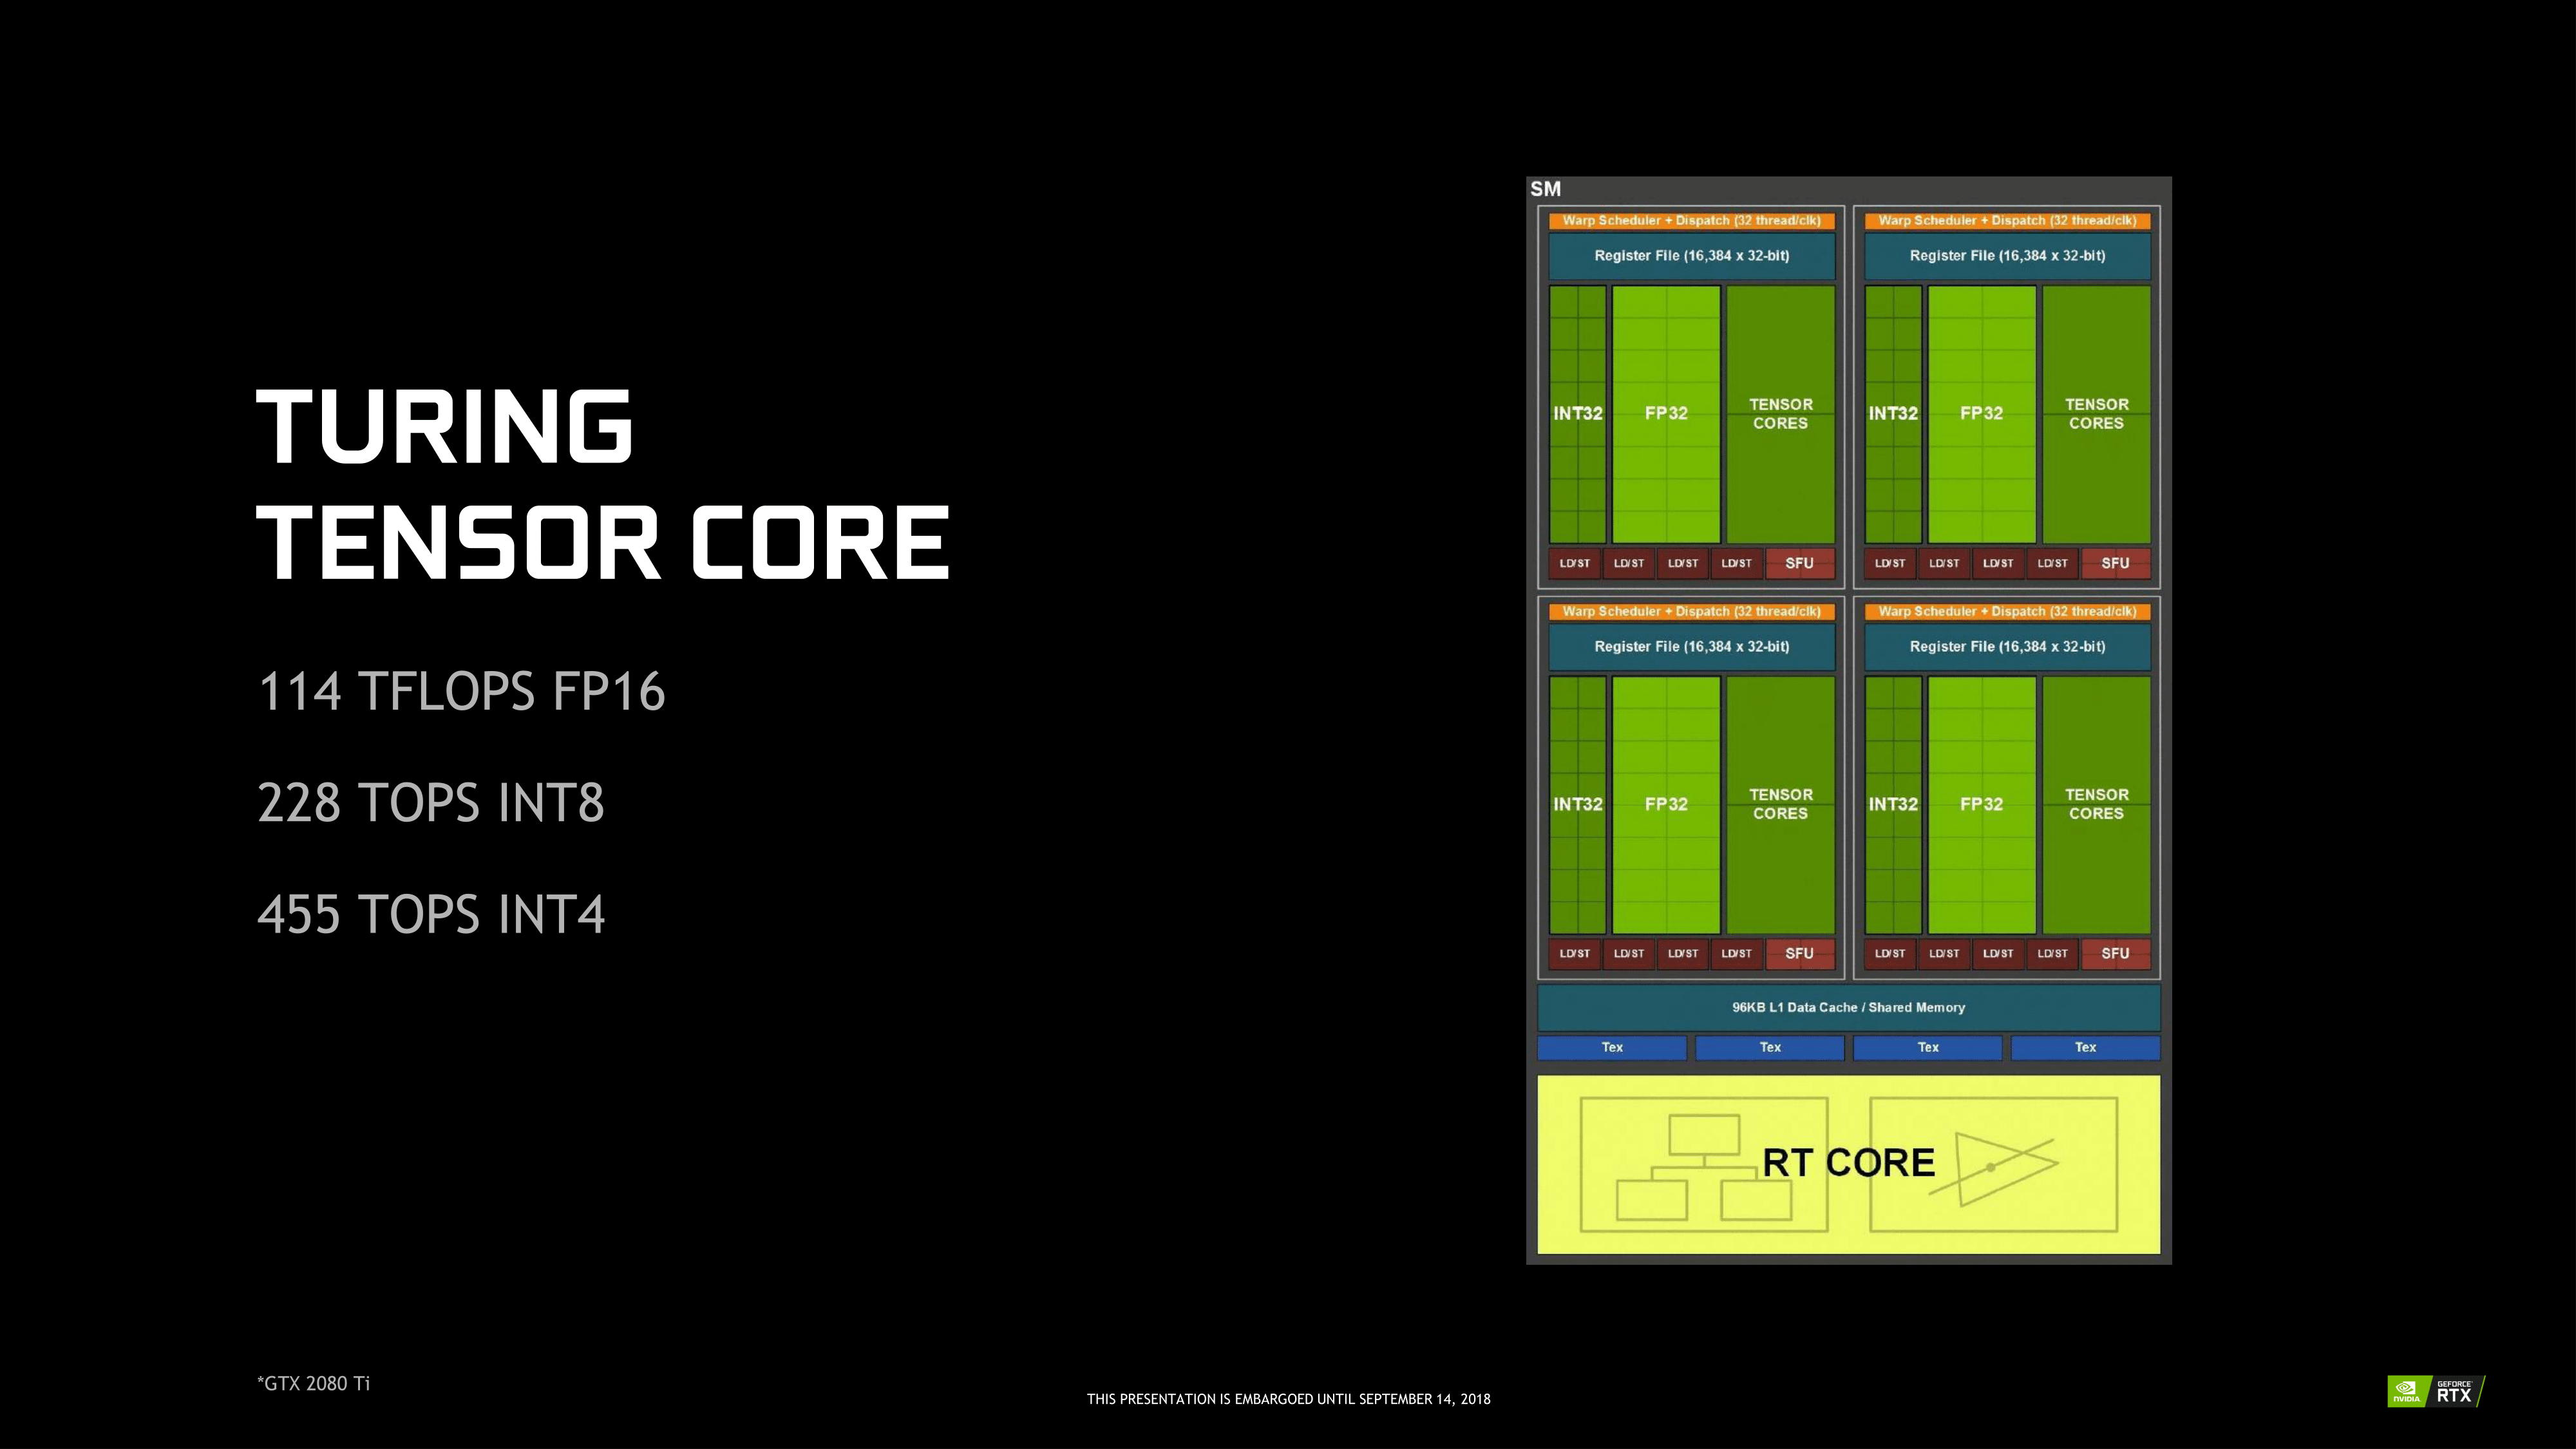 TURING
TENSOR CORE
114 TFLOPS FP16
228 TOPS INT8
455 TOPS INT4
SM
Warp Scheduler + Dispatch (32 thread/clk)
Register File (16,384 x 32-bit)
INT32
FP32
TENSOR
CORES
LD/ST LD/ST LD/ST LD/ST SFU
Warp Scheduler + Dispatch (32 thread/clk)
Register File (16,384 x 32-bit)
INT32
FP32
TENSOR
CORES
LD/ST LD/ST LD/ST LD/ST SFU
Warp Scheduler + Dispatch (32 thread/clk)
Register File (16,384 x 32-bit)
INT32
FP32
TENSOR
CORES
LD/ST LD/ST LD/ST LD/ST SFU
Warp Scheduler + Dispatch (32 thread/clk)
Register File (16,384 x 32-bit)
INT32
FP32
TENSOR
CORES
LD/ST LD/ST LD/ST LD/ST SFU
96KB L1 Data Cache / Shared Memory
Tex Tex Tex Tex
RT CORE
*GTX 2080 Ti
THIS PRESENTATION IS EMBARGOED UNTIL SEPTEMBER 14, 2018
NVIDIA
GEFORCE
RTX